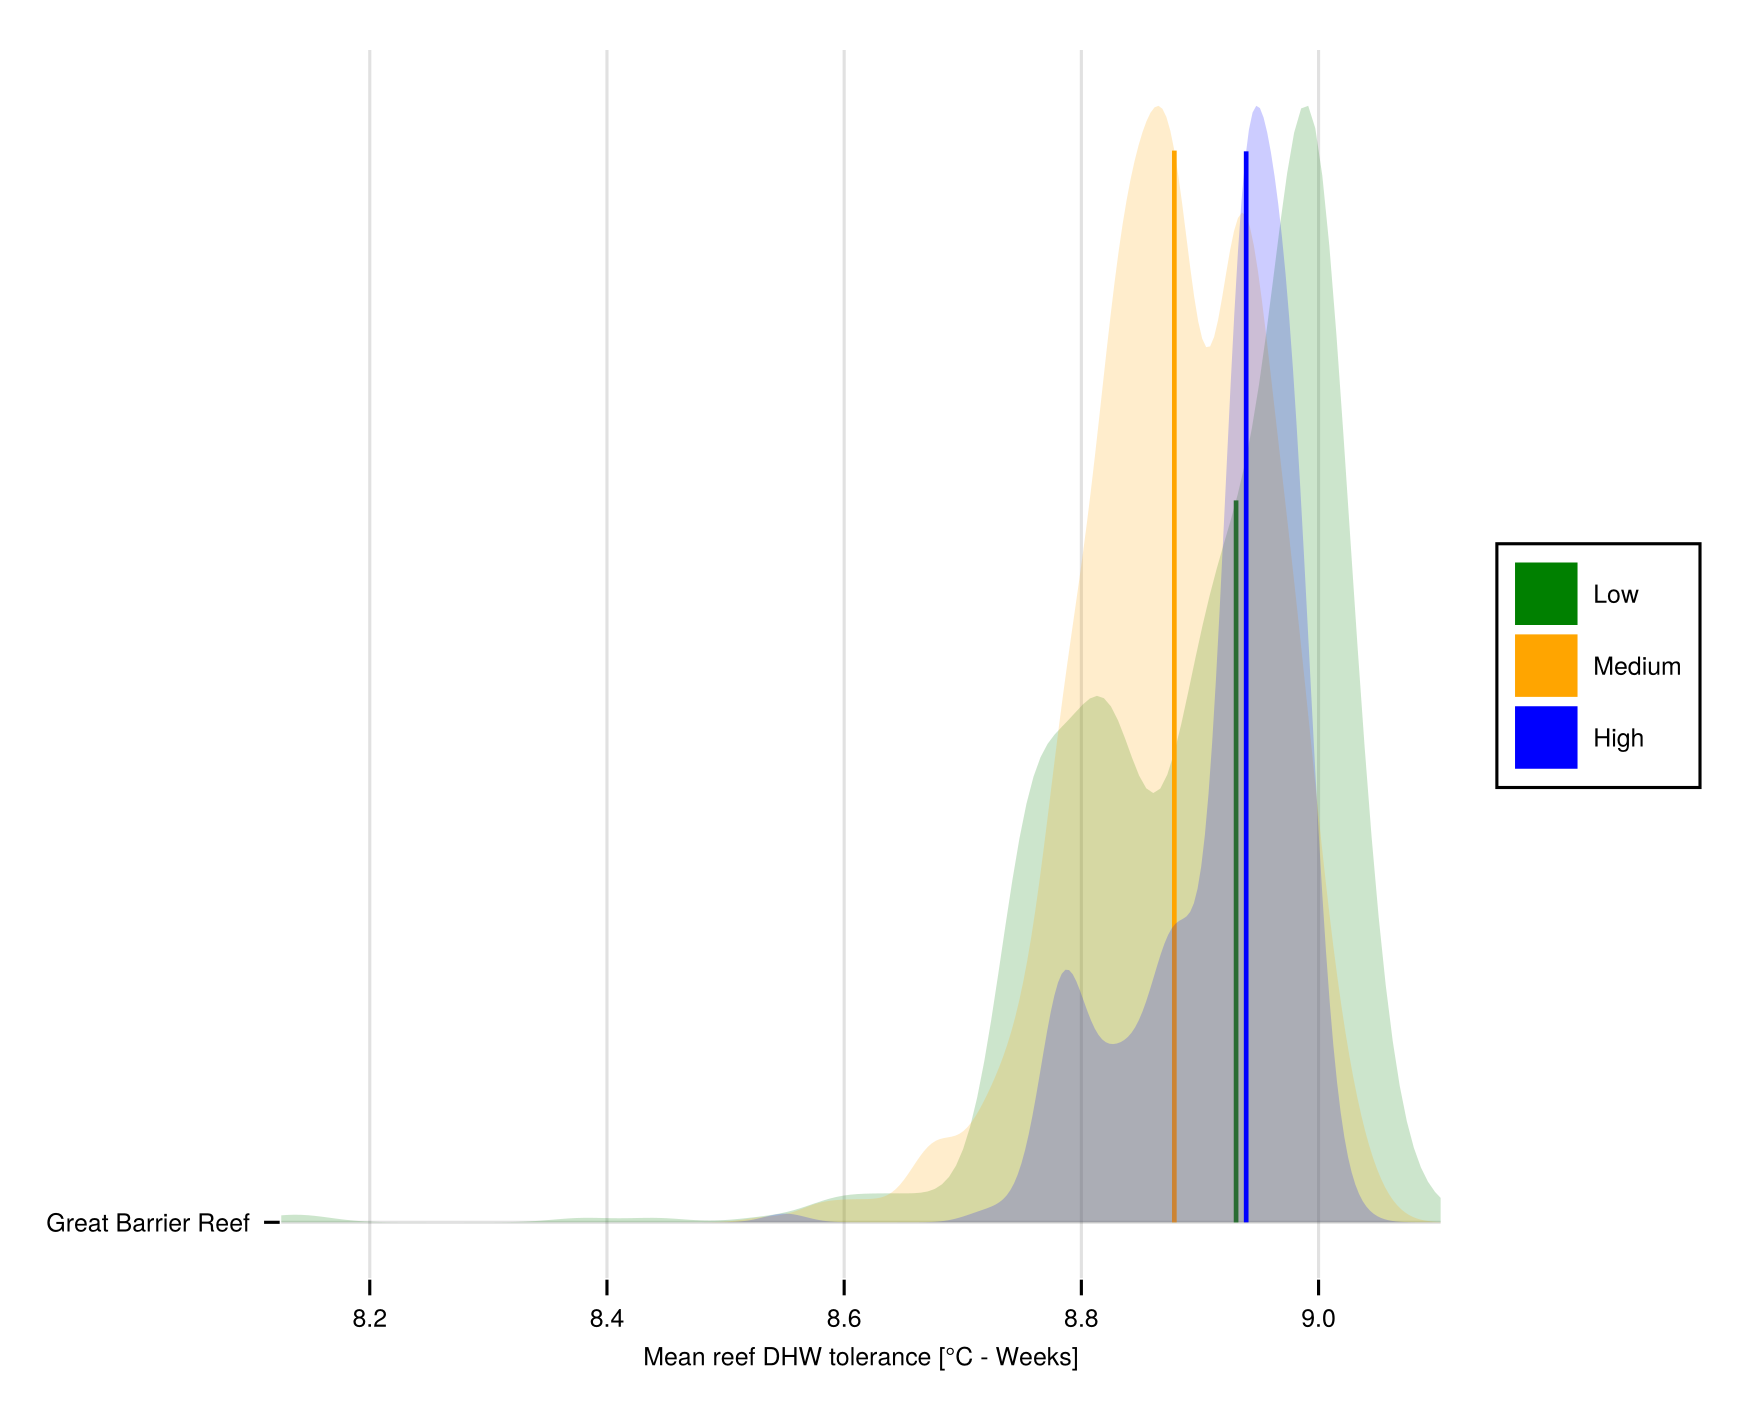 Low
Medium
High
Great Barrier Reef
8.2 8.4 8.6 8.8 9.0
Mean reef DHW tolerance [°C - Weeks]